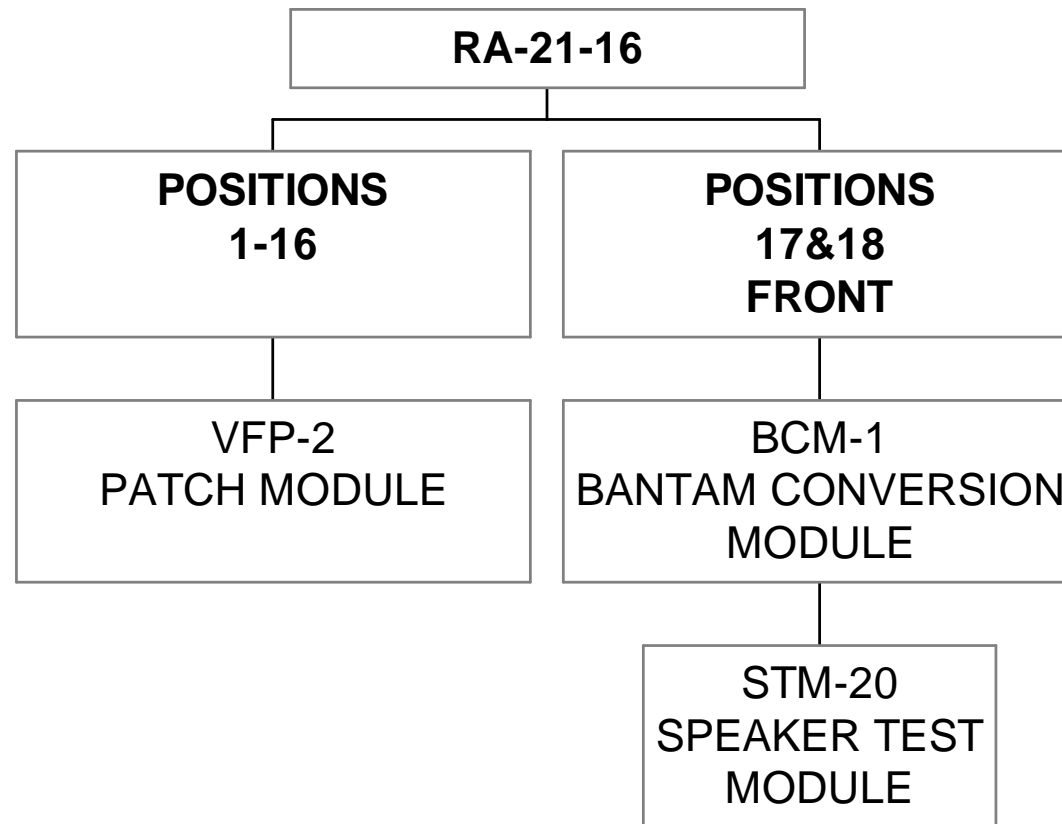 RA-21-16
POSITIONS
1-16
POSITIONS
17&18
FRONT
VFP-2
PATCH MODULE
BCM-1
BANTAM CONVERSION
MODULE
STM-20
SPEAKER TEST
MODULE